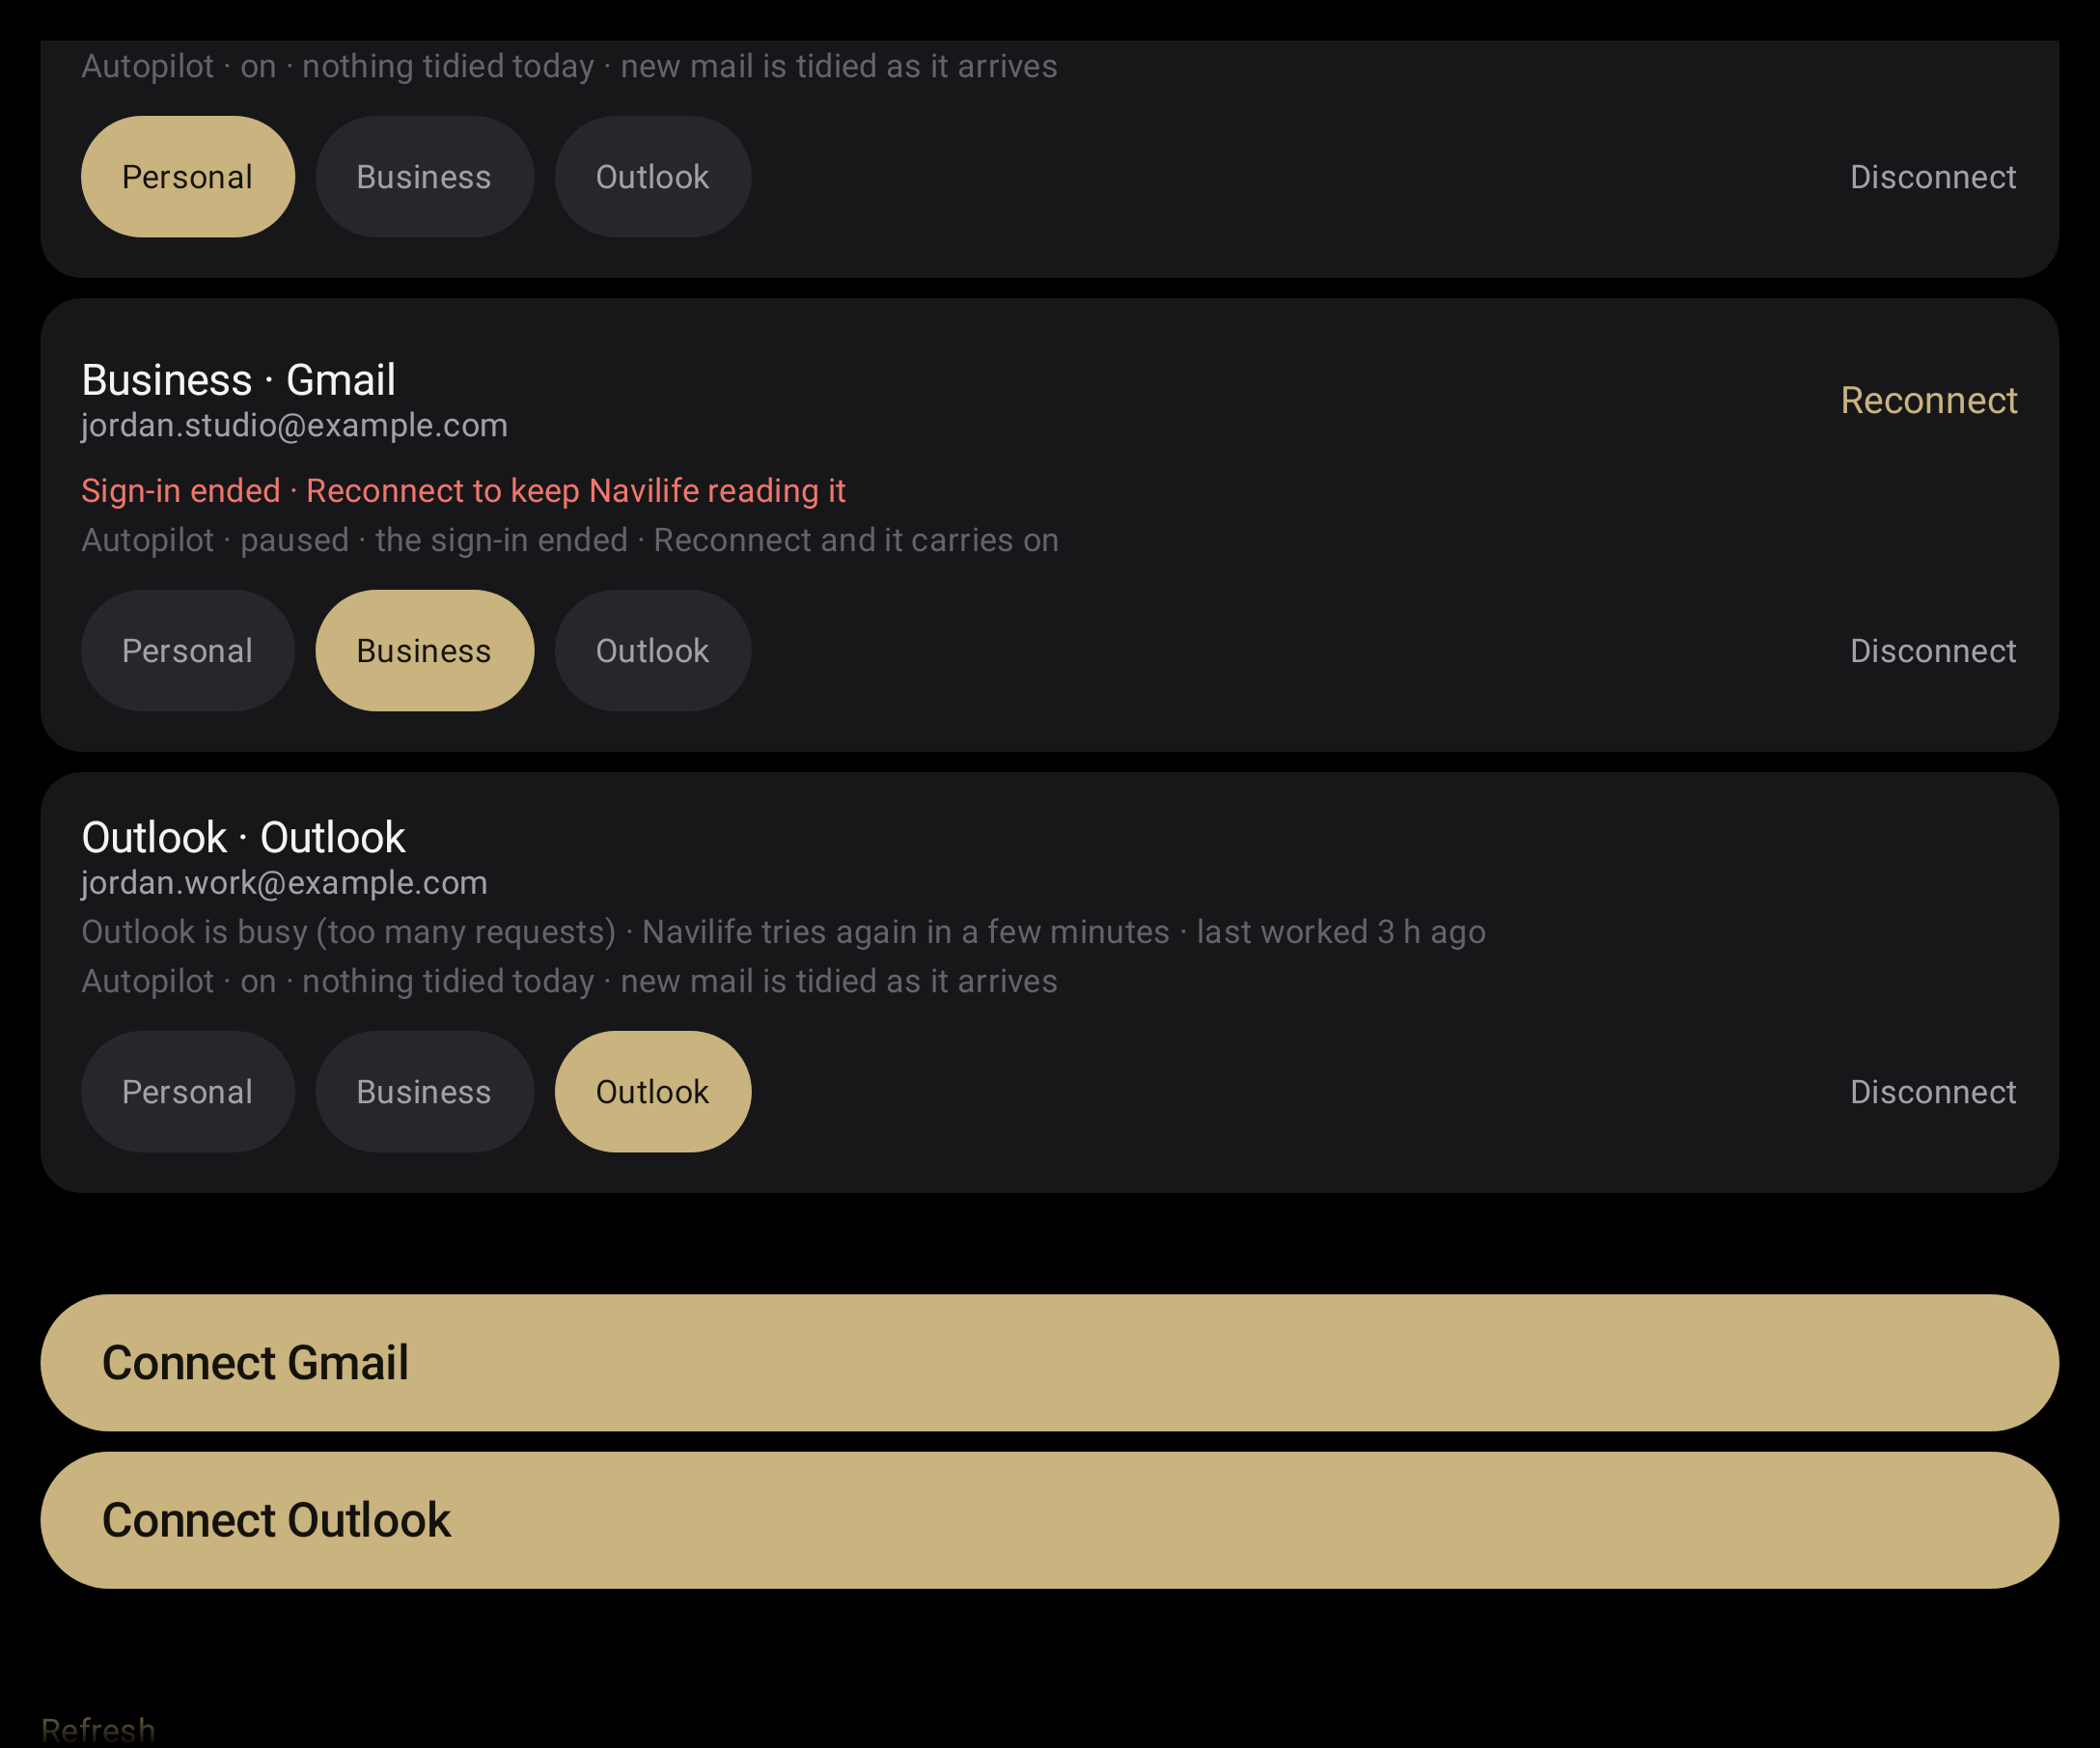 Autopilot · on · nothing tidied today · new mail is tidied as it arrives
Personal Business Outlook Disconnect
Business · Gmail
jordan.studio@example.com
Reconnect
Sign-in ended · Reconnect to keep Navilife reading it
Autopilot · paused · the sign-in ended · Reconnect and it carries on
Personal Business Outlook Disconnect
Outlook · Outlook
jordan.work@example.com
Outlook is busy (too many requests) · Navilife tries again in a few minutes · last worked 3 h ago
Autopilot · on · nothing tidied today · new mail is tidied as it arrives
Personal Business Outlook Disconnect
Connect Gmail
Connect Outlook
Refresh